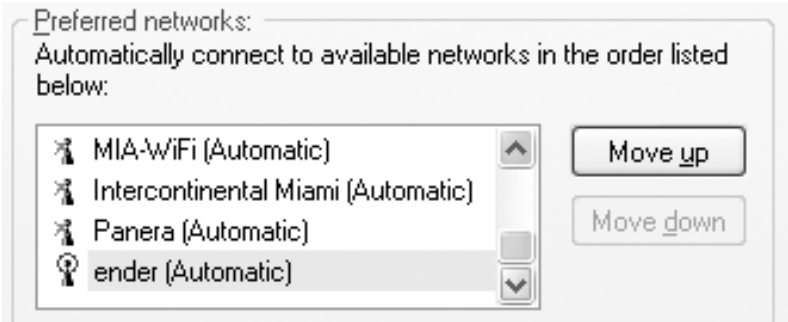 Preferred networks:
Automatically connect to available networks in the order listed
below:
MIA-WiFi (Automatic)
Move up
Intercontinental Miami (Automatic)
Panera (Automatic)
Move down
ender (Automatic)